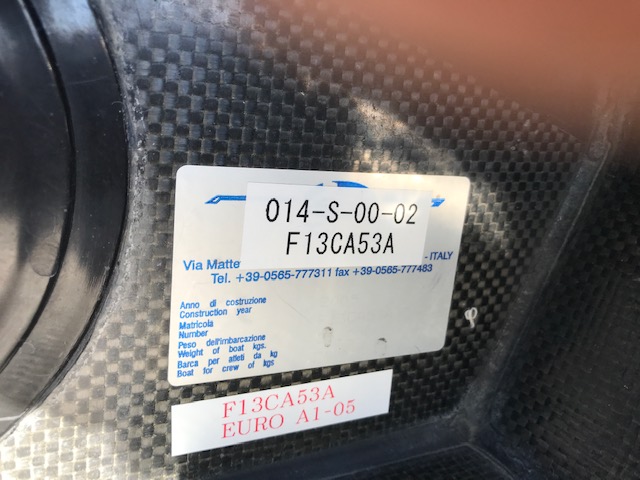 014-S-00-02
F13CA53A
Via Matte - ITALY
Tel. +39-0565-777311 fax +39-0565-777483
Anno di costruzione
Construction year
Matricola
Number
Peso dell'imbarcazione
Weight of boat kgs.
Barca per atleti da kg
Boat for crew of kgs
F13CA53A
EURO A1-05